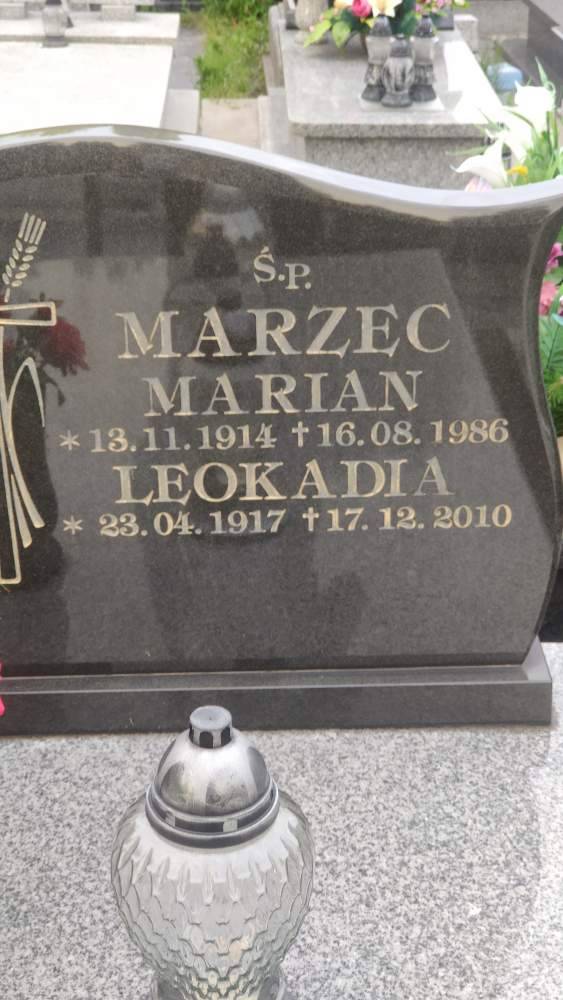 Ś.P.
MARZEC
MARIAN
* 13.11.1914 † 16.08.1986
LEOKADIA
* 23.04.1917 † 17.12.2010